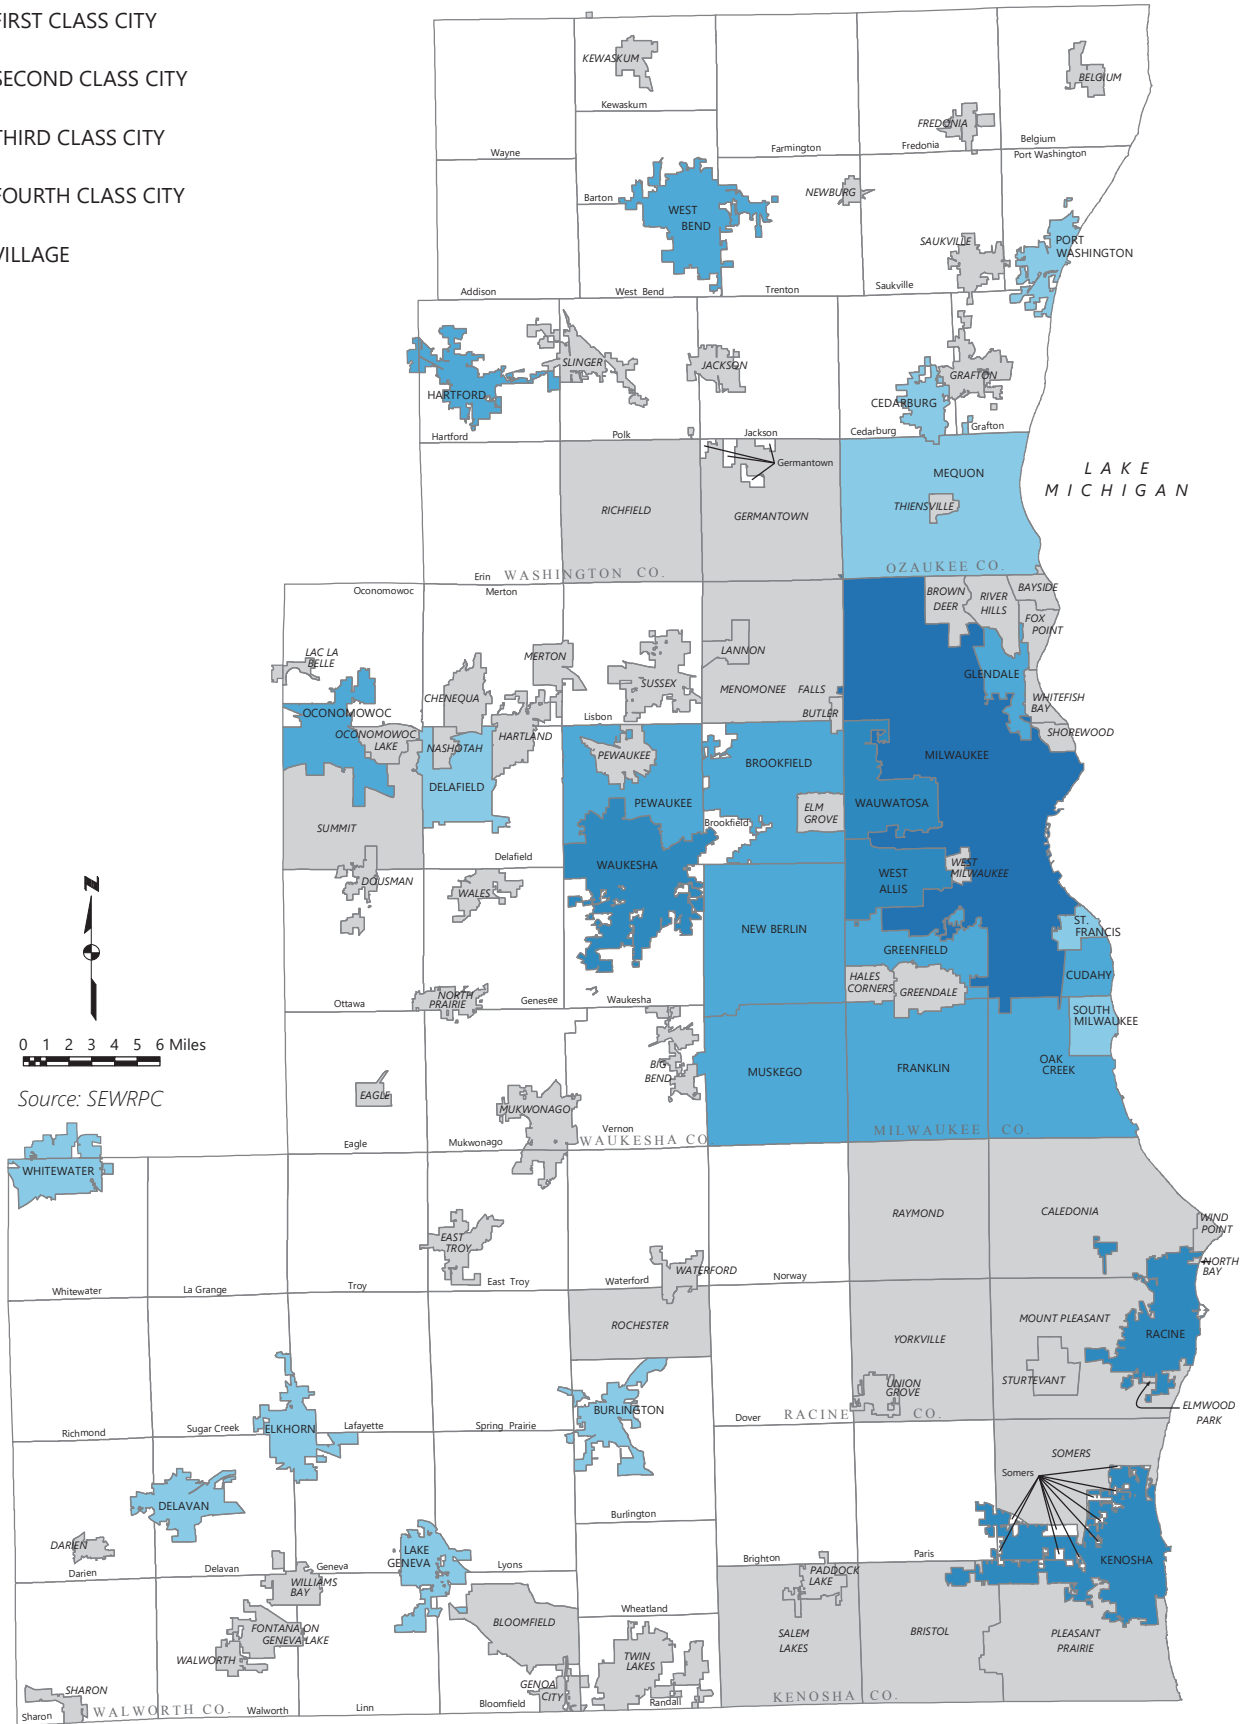 FIRST CLASS CITY
SECOND CLASS CITY
THIRD CLASS CITY
FOURTH CLASS CITY
VILLAGE
KEWASKUM
Kewaskum
BELGIUM
FREDONIA
Fredonia
Belgium
Port Washington
Wayne
Farmington
Barton
WEST
BEND
NEWBURG
SAUKVILLE
PORT
WASHINGTON
Addison
West Bend
Trenton
Saukville
HARTFORD
SLINGER
JACKSON
GRAFTON
CEDARBURG
Hartford
Polk
Jackson
Cedarburg
Grafton
Germantown
RICHFIELD
GERMANTOWN
MEQUON
THIENSVILLE
LAKE
MICHIGAN
Erin
WASHINGTON CO.
OZAUKEE CO.
Oconomowoc
Merton
BROWN
DEER
RIVER
HILLS
BAYSIDE
FOX
POINT
LAC LA
BELLE
MERTON
LANNON
CHENEQUA
SUSSEX
MENOMONEE FALLS
GLENDALE
WHITEFISH
BAY
BUTLER
OCONOMOWOC
Lisbon
OCONOMOWOC
LAKE
NASHOTAH
HARTLAND
PEWAUKEE
BROOKFIELD
MILWAUKEE
SHOREWOOD
DELAFIELD
PEWAUKEE
ELM
GROVE
WAUWATOSA
SUMMIT
Brookfield
Delafield
WAUKESHA
WEST
ALLIS
WEST
MILWAUKEE
DOUSMAN
WALES
N
NEW BERLIN
ST.
FRANCIS
GREENFIELD
CUDAHY
HALES
CORNERS
GREENDALE
Ottawa
NORTH
PRAIRIE
Genesee
Waukesha
SOUTH
MILWAUKEE
0 1 2 3 4 5 6 Miles
Source: SEWRPC
BIG
BEND
MUSKEGO
FRANKLIN
OAK
CREEK
EAGLE
MUKWONAGO
Eagle
Mukwonago
Vernon
WAUKESHA CO.
MILWAUKEE CO.
WHITEWATER
RAYMOND
CALEDONIA
WIND
POINT
EAST
TROY
WATERFORD
NORTH
BAY
Whitewater
La Grange
Troy
East Troy
Waterford
Norway
ROCHESTER
YORKVILLE
MOUNT PLEASANT
RACINE
STURTEVANT
UNION
GROVE
ELMWOOD
PARK
BURLINGTON
ELKHORN
Richmond
Sugar Creek
Lafayette
Spring Prairie
Dover
RACINE CO.
SOMERS
Somers
DELAVAN
Burlington
DARIEN
Darien
Delavan
Geneva
LAKE
GENEVA
Lyons
Brighton
Paris
KENOSHA
WILLIAMS
BAY
PADDOCK
LAKE
Wheatland
BLOOMFIELD
FONTANA ON
GENEVA LAKE
WALWORTH
SALEM
LAKES
BRISTOL
PLEASANT
PRAIRIE
TWIN
LAKES
GENOA
CITY
SHARON
Sharon
WALWORTH CO.
Walworth
Linn
Bloomfield
Randall
KENOSHA CO.